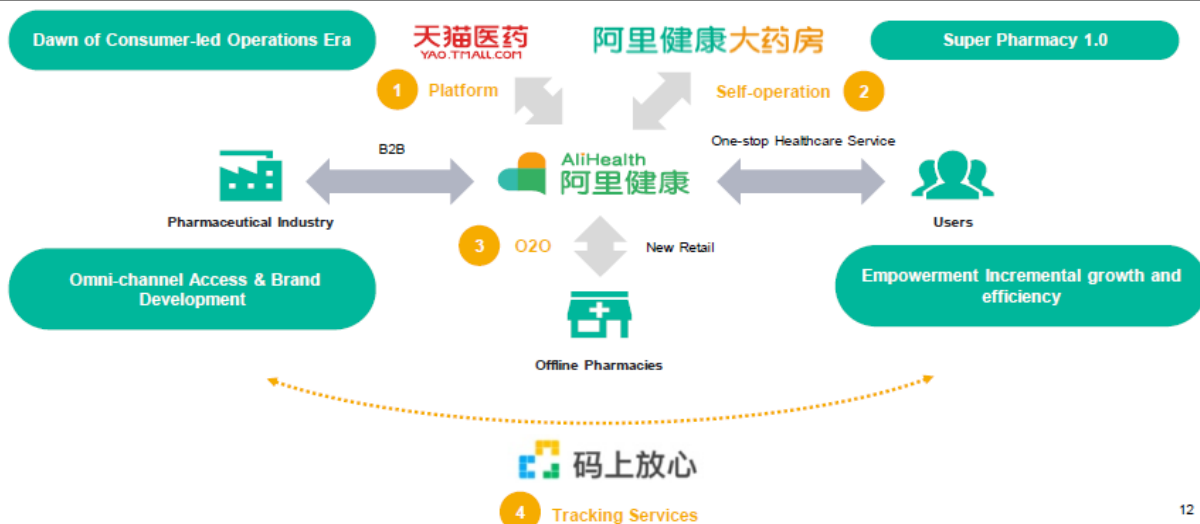 Dawn of Consumer-led Operations Era
天猫医药
YAO.TMALL.COM
阿里健康大药房
Super Pharmacy 1.0
1 Platform
Self-operation 2
B2B
AliHealth
阿里健康
One-stop Healthcare Service
Pharmaceutical Industry
Users
3 O2O
New Retail
Omni-channel Access & Brand
Development
Empowerment Incremental growth and
efficiency
Offline Pharmacies
码上放心
4 Tracking Services
12